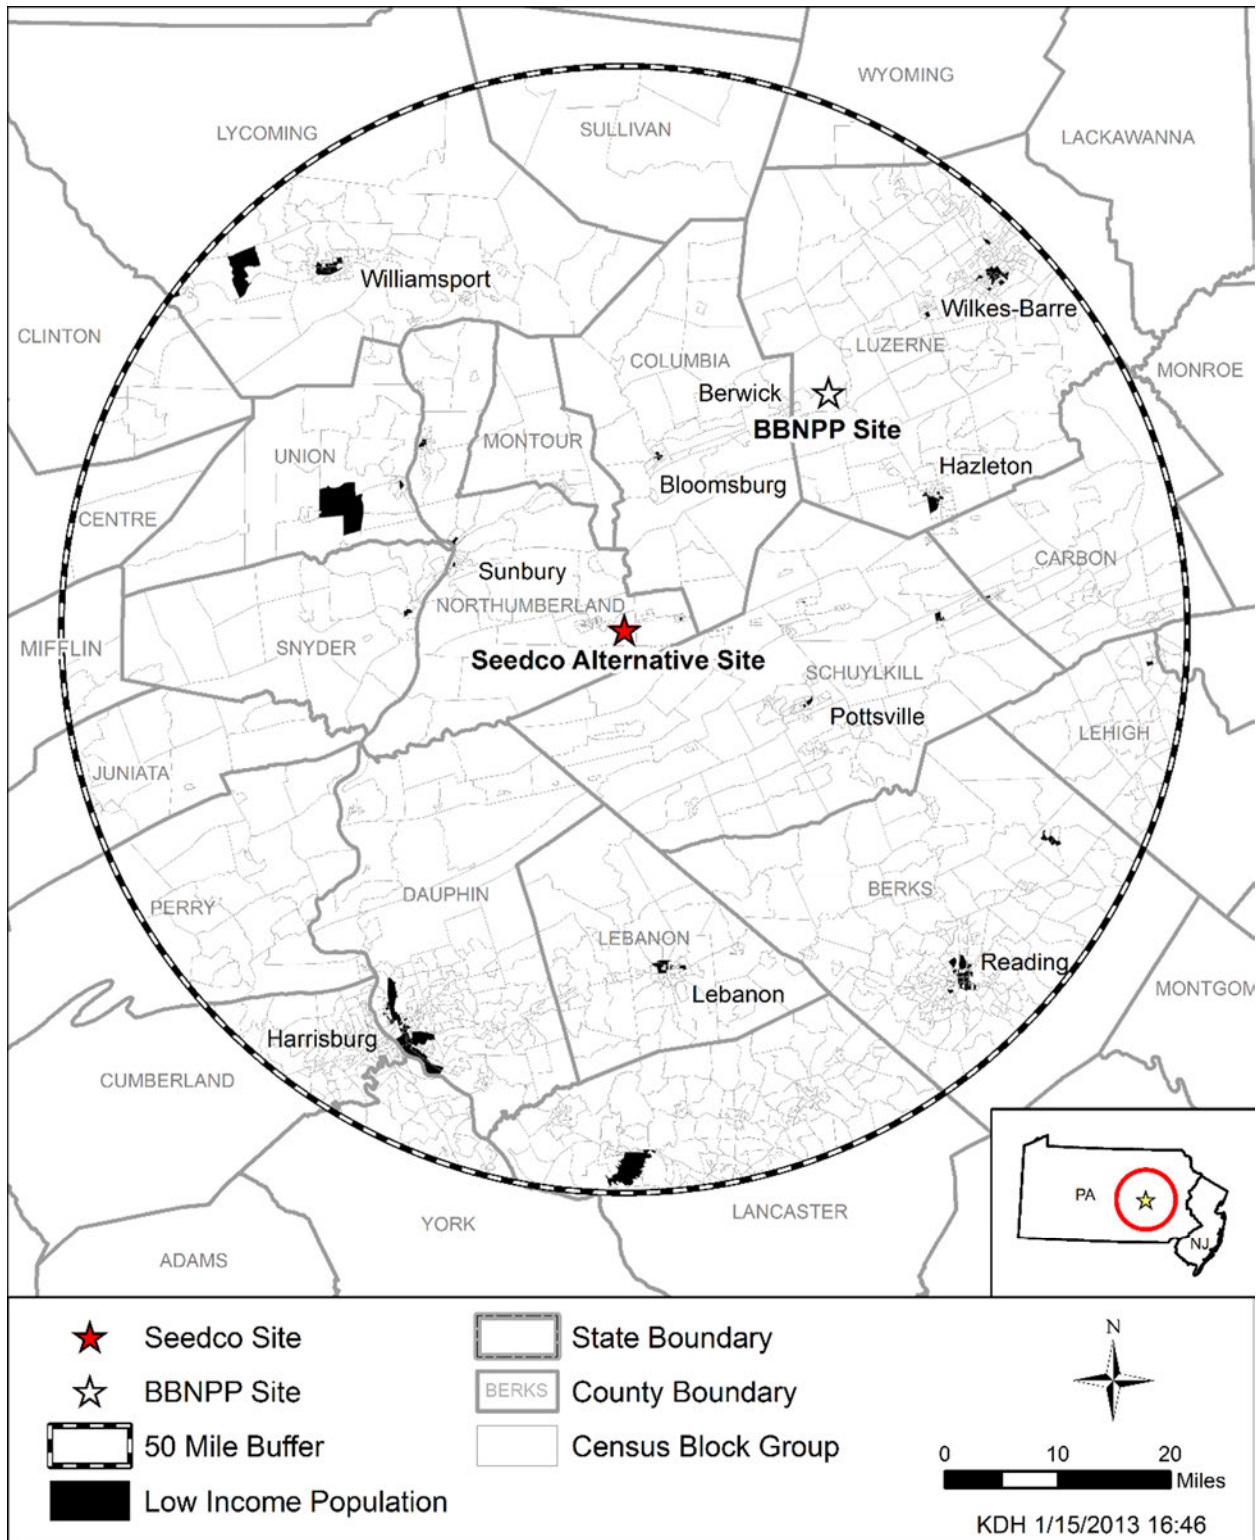 WYOMING
LYCOMING
SULLIVAN
LACKAWANNA
Williamsport
Wilkes-Barre
CLINTON
LUZERNE
COLUMBIA
MONROE
Berwick
BBNPP Site
MONTOUR
UNION
Hazleton
Bloomsburg
CENTRE
CARBON
Sunbury
NORTHUMBERLAND
MIFFLIN
SNYDER
Seedco Alternative Site
SCHUYLKILL
Pottsville
LEHIGH
JUNIATA
DAUPHIN
BERKS
PERRY
LEBANON
Reading
Lebanon
MONTGOM
Harrisburg
CUMBERLAND
PA
LANCASTER
YORK
NJ
ADAMS
Seedco Site
BBNPP Site
50 Mile Buffer
Low Income Population
State Boundary
BERKS County Boundary
Census Block Group
N
0 10 20
Miles
KDH 1/15/2013 16:46